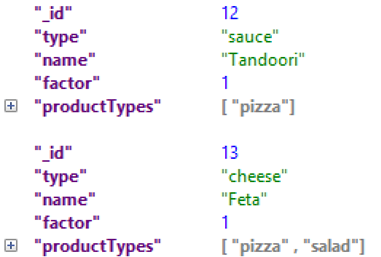 "_id" 12
"type" "sauce"
"name" "Tandoori"
"factor" 1
"productTypes" [ "pizza"]
"_id" 13
"type" "cheese"
"name" "Feta"
"factor" 1
"productTypes" [ "pizza" , "salad"]